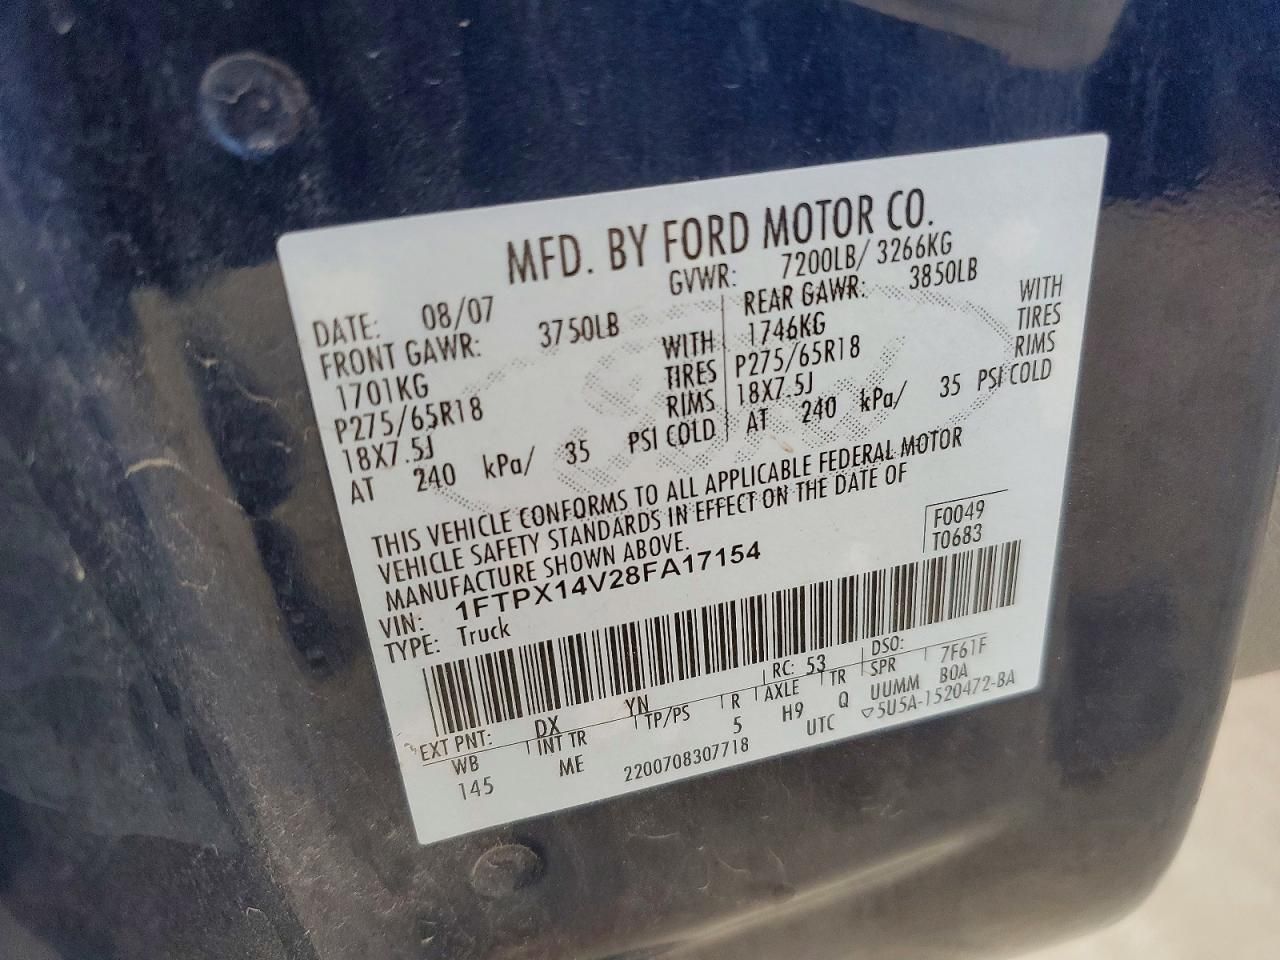 MFD. BY FORD MOTOR CO.
DATE: 08/07 GVWR: 7200LB/ 3266KG
FRONT GAWR: 3750LB REAR GAWR: 3850LB
1701KG WITH 1746KG WITH
P275/65R18 TIRES P275/65R18 TIRES
18X7.5J RIMS 18X7.5J RIMS
AT 240 kPa/ 35 PSI COLD AT 240 kPa/ 35 PSI COLD
THIS VEHICLE CONFORMS TO ALL APPLICABLE FEDERAL MOTOR
VEHICLE SAFETY STANDARDS IN EFFECT ON THE DATE OF
MANUFACTURE SHOWN ABOVE.
F0049
VIN: 1FTPX14V28FA17154 T0683
TYPE: Truck
EXT PNT: DX YN RC: 53 DSO: 7F61F
WB INT TR TP/PS R AXLE TR SPR BOA
145 ME 5 H9 Q UUMM
2200708307718 UTC ▽5U5A-1520472-BA